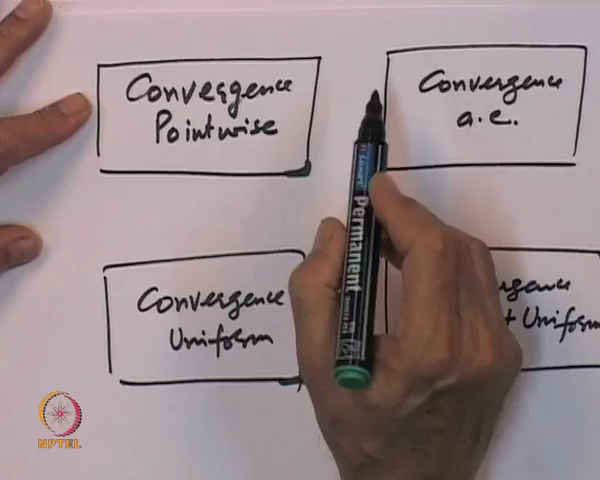 Convergence
Pointwise
Convergence
a.e.
Convergence
Uniform
Uniform
Permanent
NPTEL